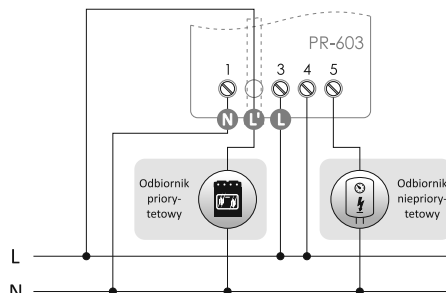 PR-603
1 3 4 5
N L' L
Odbiornik
priory-
tetowy
Odbiornik
niepriory-
tetowy
L
N